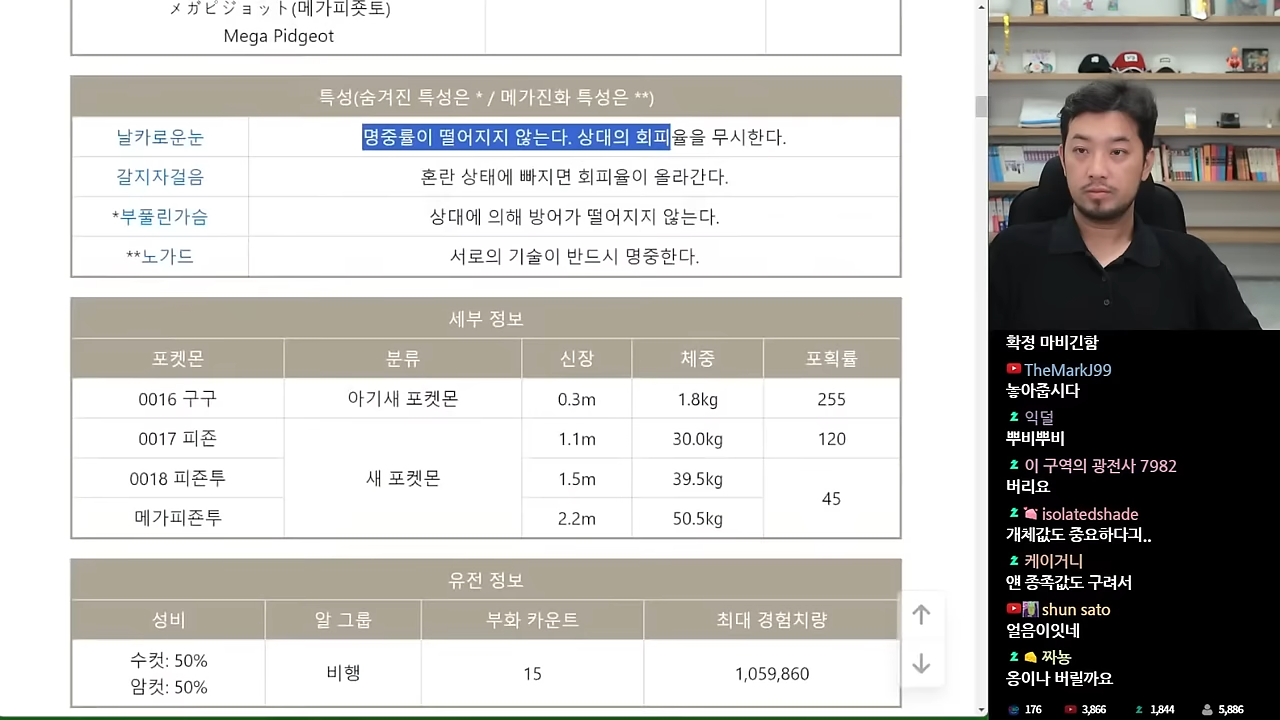 メガピジョット(메가피죳토)
Mega Pidgeot
특성(숨겨진 특성은 * / 메가진화 특성은 **)
날카로운눈 명중률이 떨어지지 않는다. 상대의 회피율을 무시한다.
갈지자걸음 혼란 상태에 빠지면 회피율이 올라간다.
*부풀린가슴 상대에 의해 방어가 떨어지지 않는다.
**노가드 서로의 기술이 반드시 명중한다.
세부 정보
포켓몬 분류 신장 체중 포획률
0016 구구 아기새 포켓몬 0.3m 1.8kg 255
0017 피죤 1.1m 30.0kg 120
0018 피죤투 새 포켓몬 1.5m 39.5kg 45
메가피죤투 2.2m 50.5kg
유전 정보
성비 알 그룹 부화 카운트 최대 경험치량
수컷: 50%
암컷: 50%
비행 15 1,059,860
확정 마비긴함
TheMarkJ99
놓아줍시다
익덜
뿌비뿌비
이 구역의 광전사 7982
버리요
isolatedshade
개체값도 중요하다긔..
케이거니
앤 종족값도 구려서
shun sato
얼음이잇네
짜뇽
옹이나 버릴까요
176 3,866 1,844 5,886